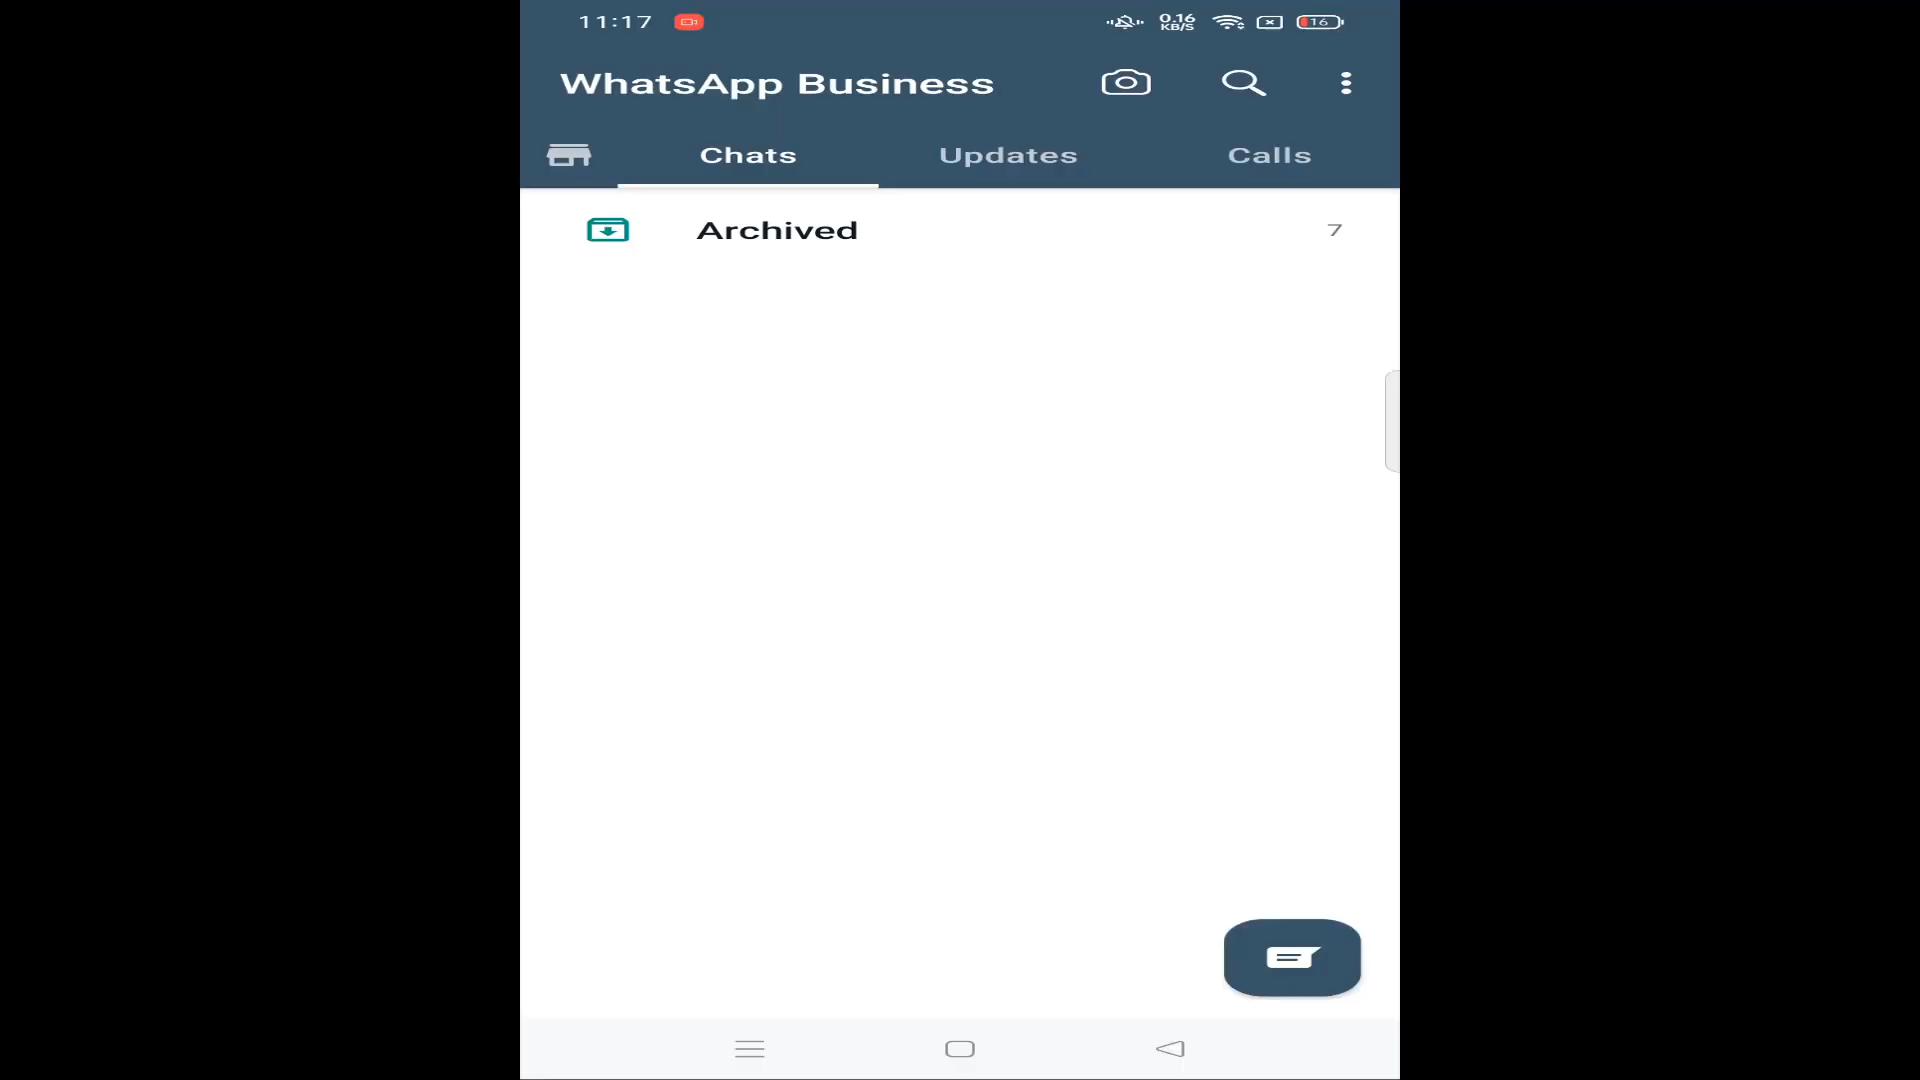 11:17
0.16
KB/S
16
WhatsApp Business
Chats
Updates
Calls
Archived
7